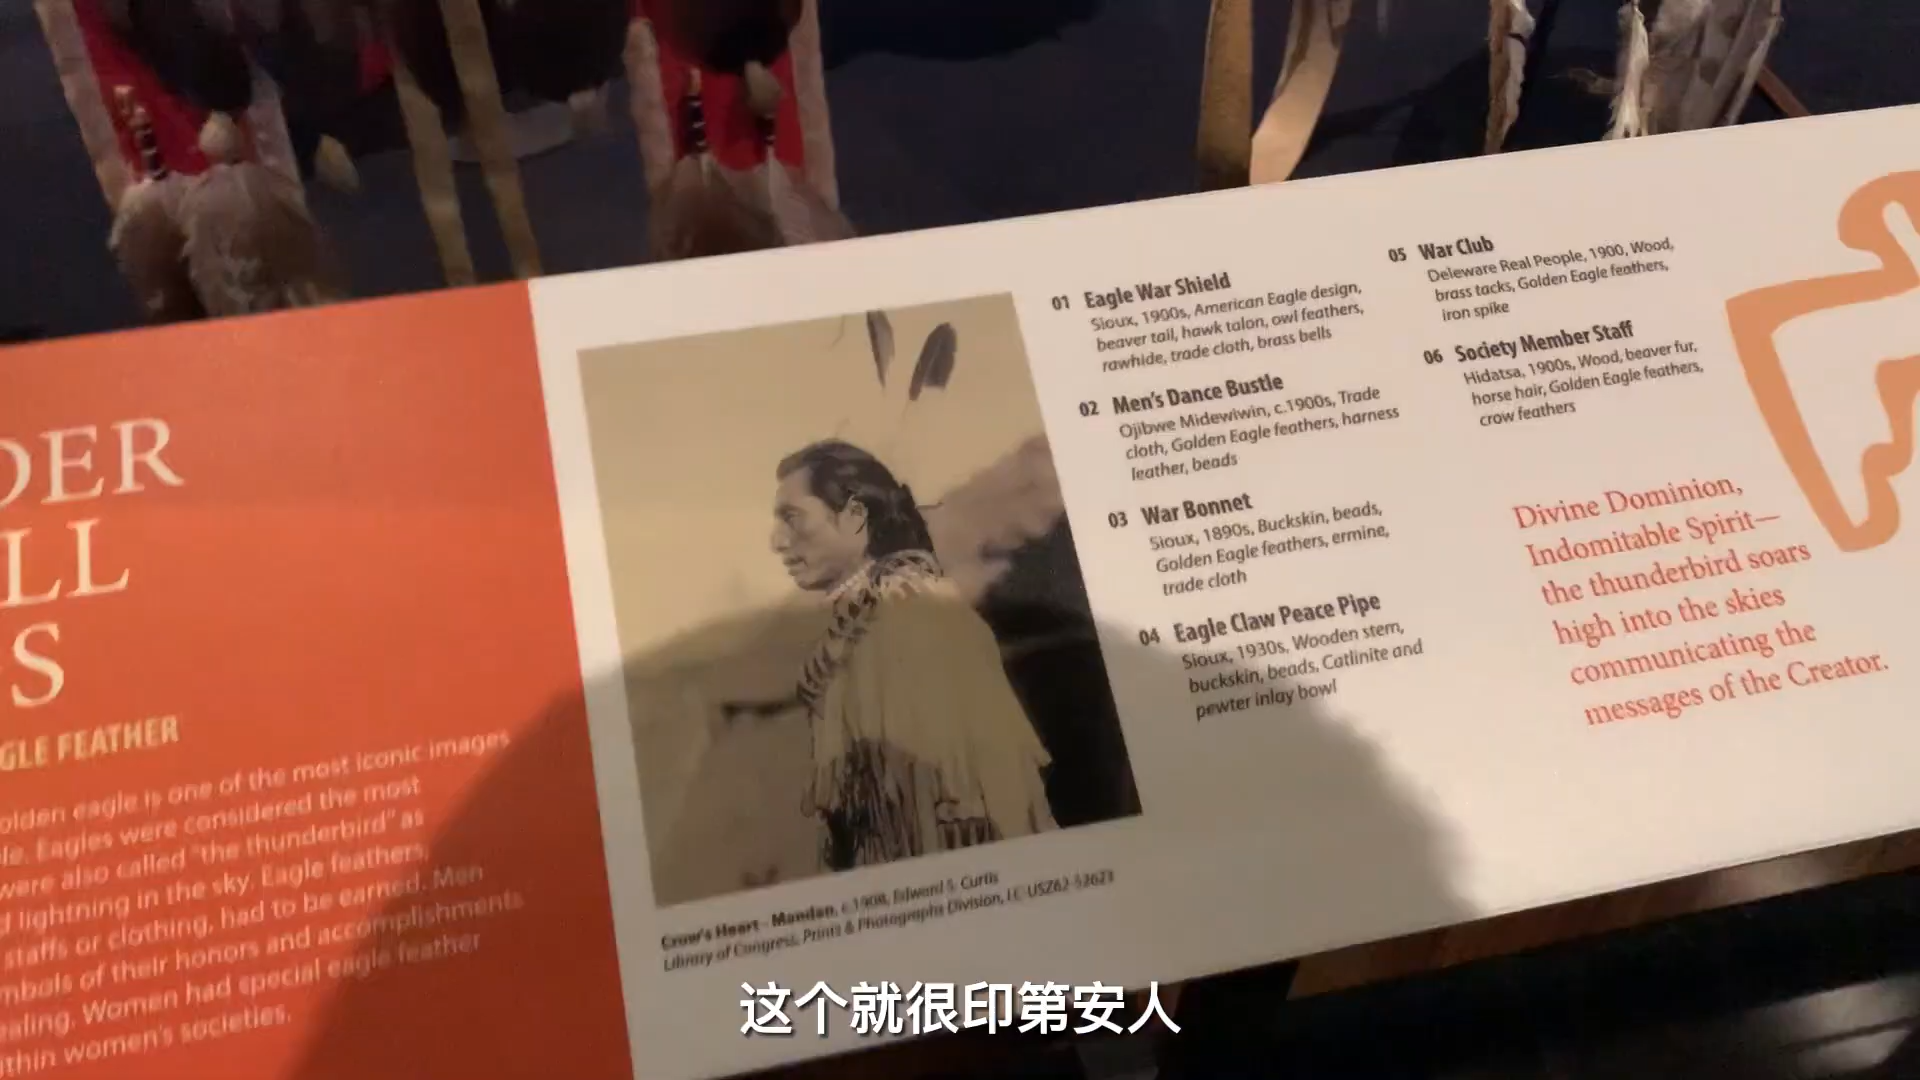 DER
LL
GS
GLE FEATHER
olden eagle is one of the most iconic images
le. Eagles were considered the most
were also called "the thunderbird" as
d lightning in the sky. Eagle feathers,
staffs or clothing, had to be earned. Men
mbols of their honors and accomplishments
ealing. Women had special eagle feather
ithin women's societies.
Crow's Heart - Mandan, c.1908, Edward S. Curtis
Library of Congress, Prints & Photographs Division, LC-USZ62-52623
01 Eagle War Shield
Sioux, 1900s, American Eagle design,
beaver tail, hawk talon, owl feathers,
rawhide, trade cloth, brass bells
02 Men's Dance Bustle
Ojibwe Midewiwin, c.1900s, Trade
cloth, Golden Eagle feathers, harness
leather, beads
03 War Bonnet
Sioux, 1890s, Buckskin, beads,
Golden Eagle feathers, ermine,
trade cloth
04 Eagle Claw Peace Pipe
Sioux, 1930s, Wooden stem,
buckskin, beads, Catlinite and
pewter inlay bowl
05 War Club
Deleware Real People, 1900, Wood,
brass tacks, Golden Eagle feathers,
iron spike
06 Society Member Staff
Hidatsa, 1900s, Wood, beaver fur,
horse hair, Golden Eagle feathers,
crow feathers
Divine Dominion,
Indomitable Spirit—
the thunderbird soars
high into the skies
communicating the
messages of the Creator.
这个就很印第安人